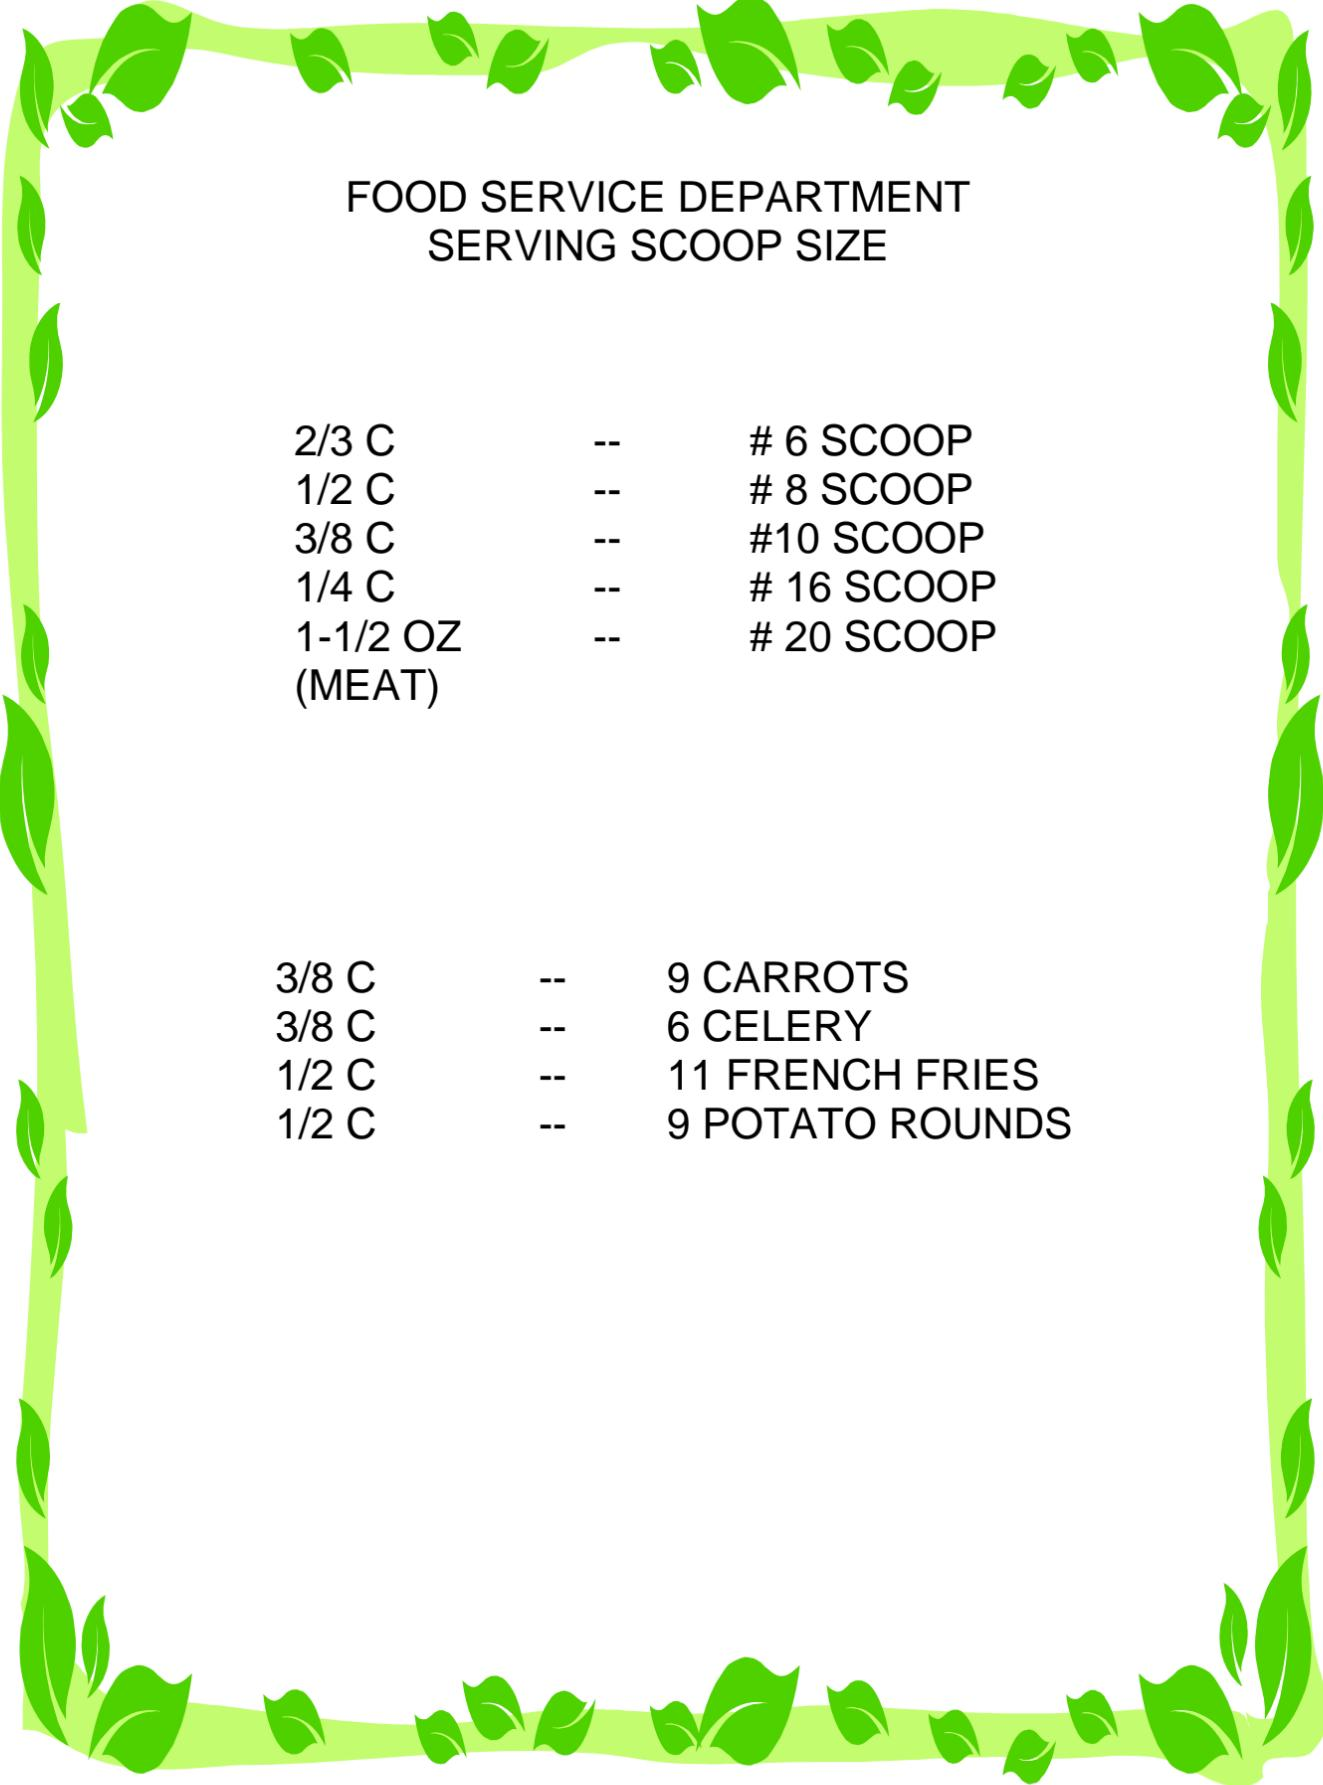 FOOD SERVICE DEPARTMENT
SERVING SCOOP SIZE
2/3 C -- # 6 SCOOP
1/2 C -- # 8 SCOOP
3/8 C -- #10 SCOOP
1/4 C -- # 16 SCOOP
1-1/2 OZ -- # 20 SCOOP
(MEAT)
3/8 C -- 9 CARROTS
3/8 C -- 6 CELERY
1/2 C -- 11 FRENCH FRIES
1/2 C -- 9 POTATO ROUNDS